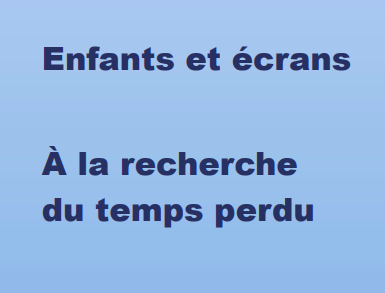 Enfants et écrans
À la recherche
du temps perdu